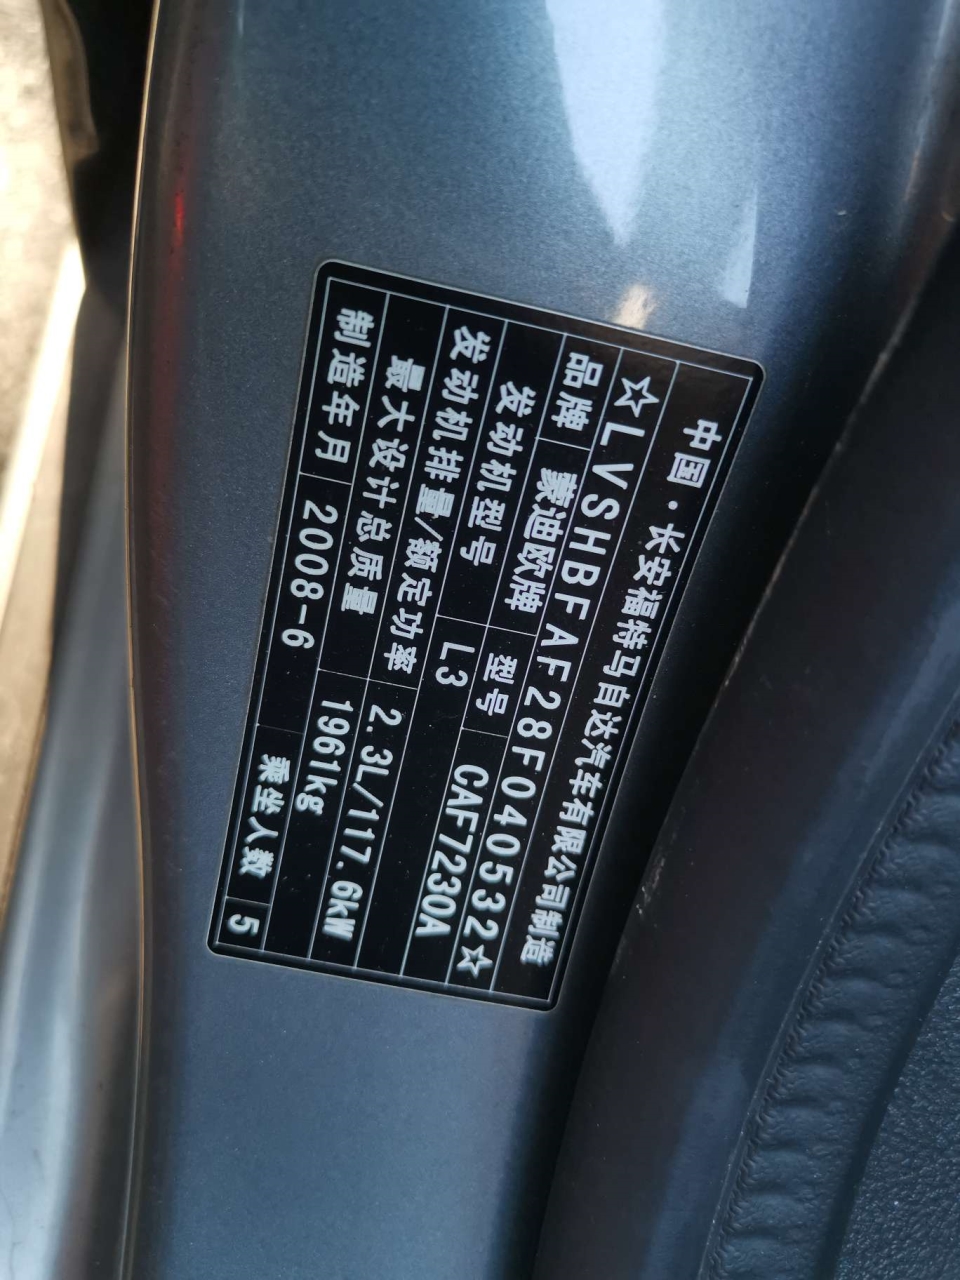 中国·长安福特马自达汽车有限公司制造
☆LVSHBFAF28F040532☆
品牌 蒙迪欧牌 型号 CAF7230A
发动机型号 L3
发动机排量/额定功率 2.3L/117.6kW
最大设计总质量 1961kg
制造年月 2008-6 乘坐人数 5